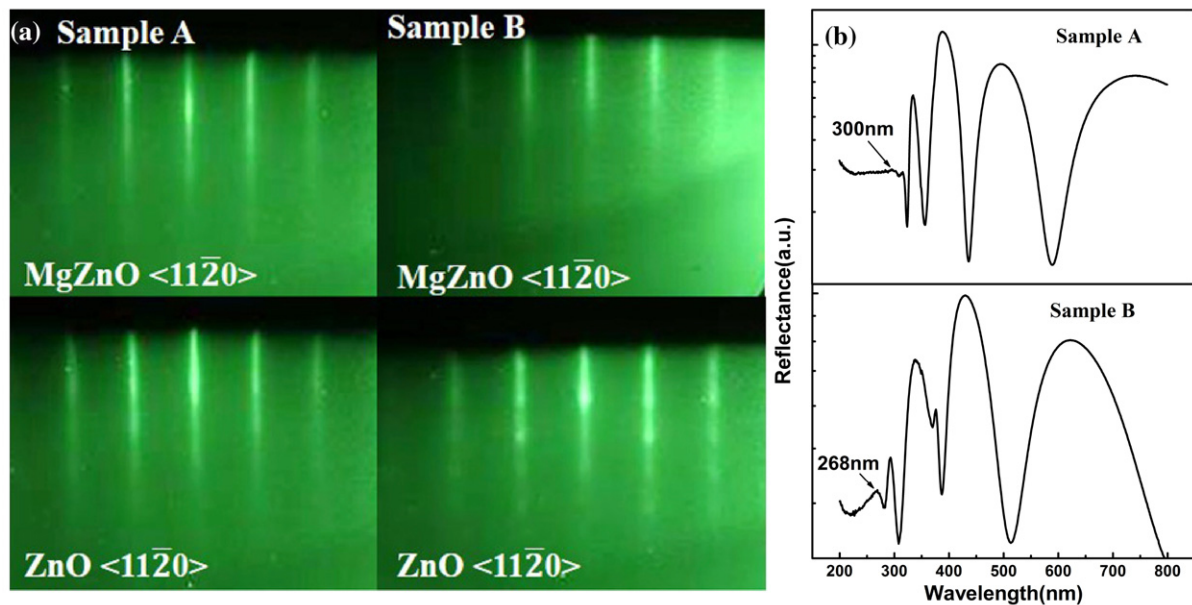 (a) Sample A
Sample B
MgZnO <112̅0>
MgZnO <112̅0>
ZnO <112̅0>
ZnO <112̅0>
(b)
Sample A
300nm
Sample B
268nm
Reflectance(a.u.)
200 300 400 500 600 700 800
Wavelength(nm)